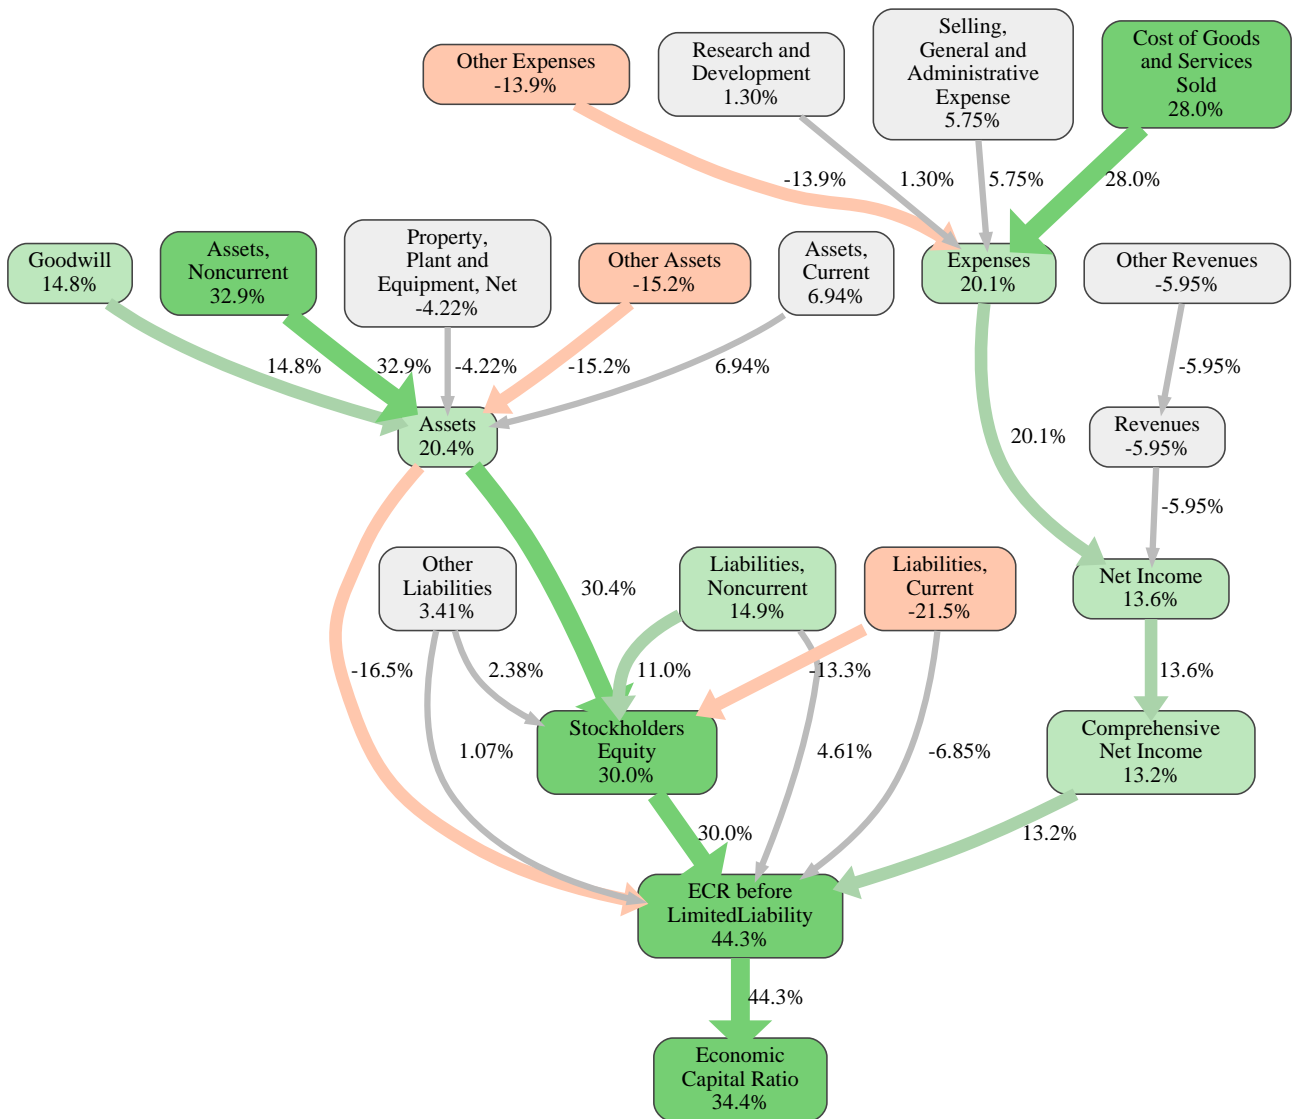 Other Expenses
-13.9%
Research and
Development
1.30%
Selling,
General and
Administrative
Expense
5.75%
Cost of Goods
and Services
Sold
28.0%
-13.9%
1.30%
5.75%
28.0%
Goodwill
14.8%
Assets,
Noncurrent
32.9%
Property,
Plant and
Equipment, Net
-4.22%
Other Assets
-15.2%
Assets,
Current
6.94%
Expenses
20.1%
Other Revenues
-5.95%
14.8%
32.9%
-4.22%
-15.2%
6.94%
-5.95%
Assets
20.4%
20.1%
Revenues
-5.95%
-5.95%
Other
Liabilities
3.41%
30.4%
Liabilities,
Noncurrent
14.9%
Liabilities,
Current
-21.5%
Net Income
13.6%
-16.5%
2.38%
11.0%
-13.3%
13.6%
1.07%
Stockholders
Equity
30.0%
4.61%
-6.85%
Comprehensive
Net Income
13.2%
30.0%
13.2%
ECR before
LimitedLiability
44.3%
44.3%
Economic
Capital Ratio
34.4%